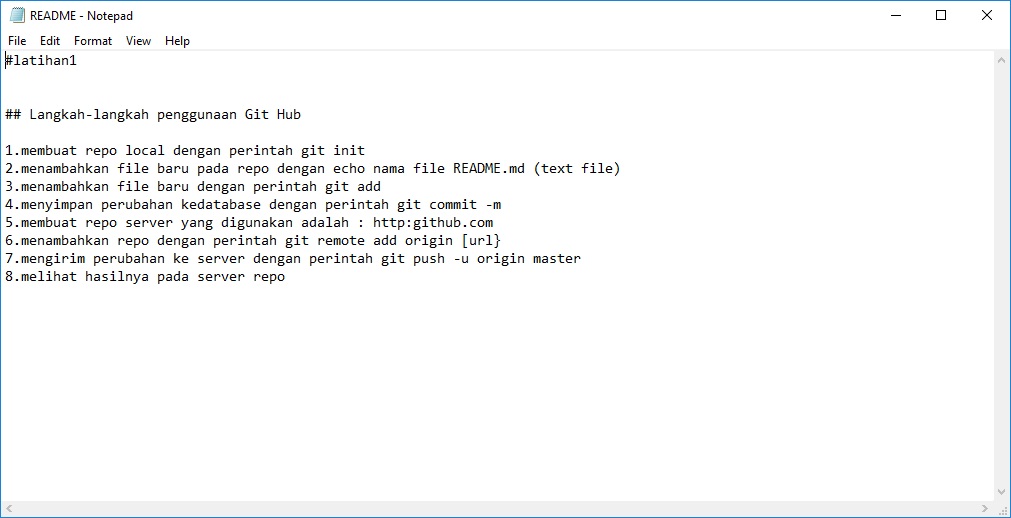 README - Notepad
File Edit Format View Help
#latihan1
## Langkah-langkah penggunaan Git Hub
1.membuat repo local dengan perintah git init
2.menambahkan file baru pada repo dengan echo nama file README.md (text file)
3.menambahkan file baru dengan perintah git add
4.menyimpan perubahan kedatabase dengan perintah git commit -m
5.membuat repo server yang digunakan adalah : http:github.com
6.menambahkan repo dengan perintah git remote add origin [url}
7.mengirim perubahan ke server dengan perintah git push -u origin master
8.melihat hasilnya pada server repo